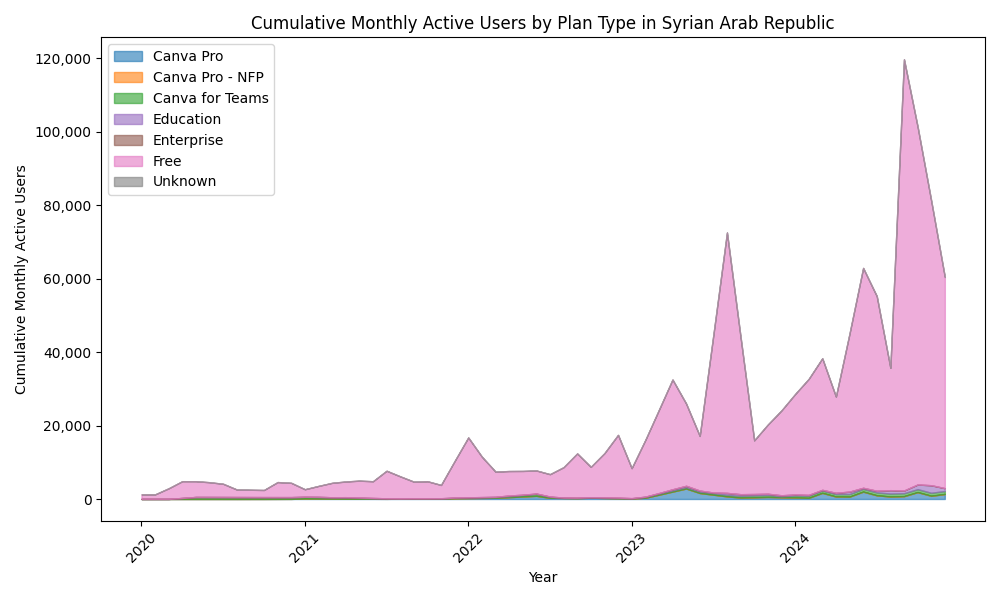 Cumulative Monthly Active Users by Plan Type in Syrian Arab Republic
Canva Pro
Canva Pro - NFP
Canva for Teams
Education
Enterprise
Free
Unknown
120,000
100,000
80,000
60,000
40,000
20,000
0
Cumulative Monthly Active Users
2020
2021
2022
2023
2024
Year